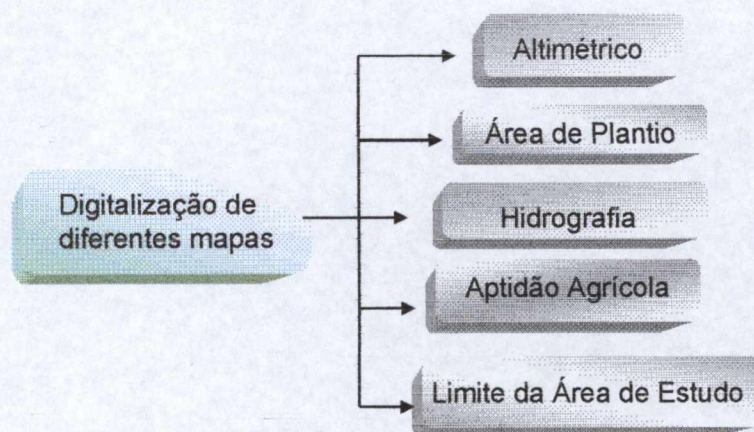 Digitalização de
diferentes mapas
Altimétrico
Área de Plantio
Hidrografia
Aptidão Agrícola
Limite da Área de Estudo